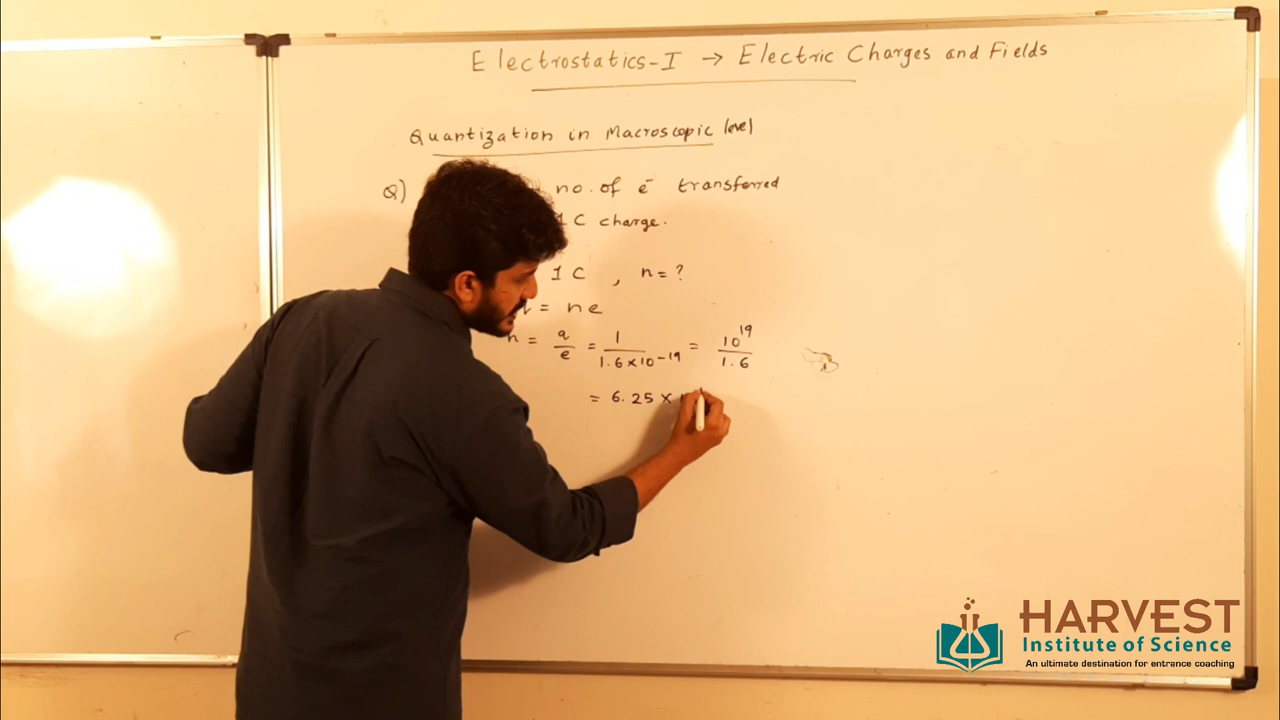 Electrostatics-I → Electric Charges and Fields
Quantization in Macroscopic level
Q) no. of e⁻ transferred
1C charge.
1C , n = ?
= ne
n = q/e = 1/1.6×10-19 = 10¹⁹/1.6
= 6.25 ×
HARVEST
Institute of Science
An ultimate destination for entrance coaching